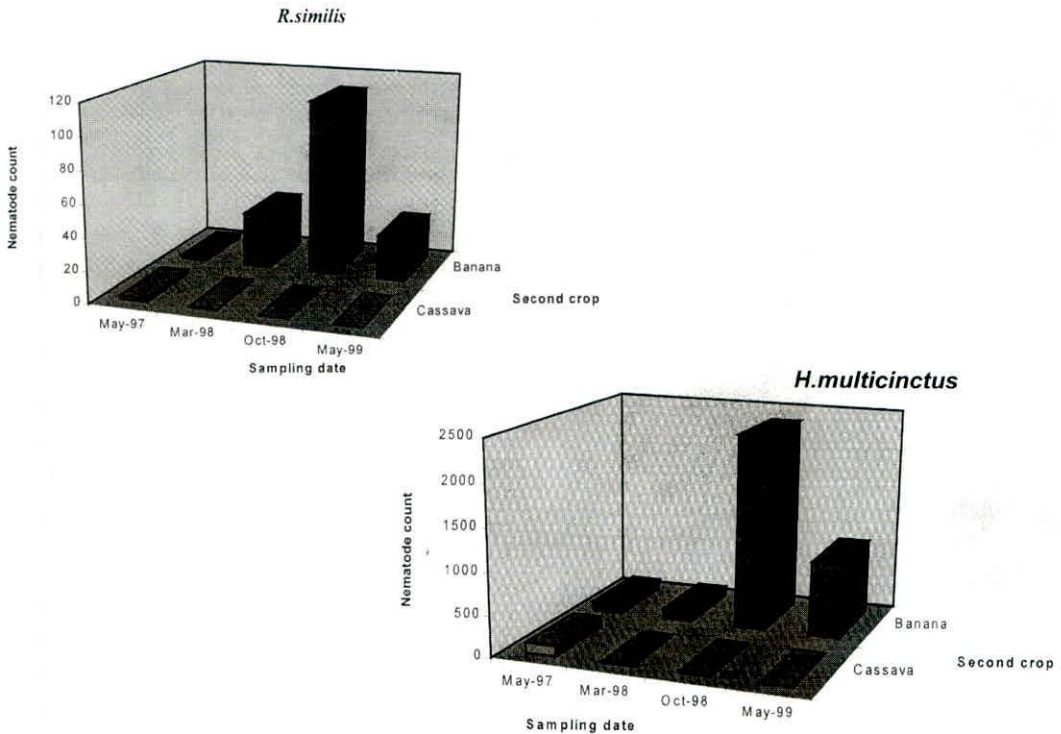 R.similis
120
100
80
60
40
20
0
Nematode count
Banana
Cassava
Second crop
May-97
Mar-98
Oct-98
May-99
Sampling date
H.multicinctus
2500
2000
1500
1000
500
0
Nematode count
Banana
Cassava
Second crop
May-97
Mar-98
Oct-98
May-99
Sampling date